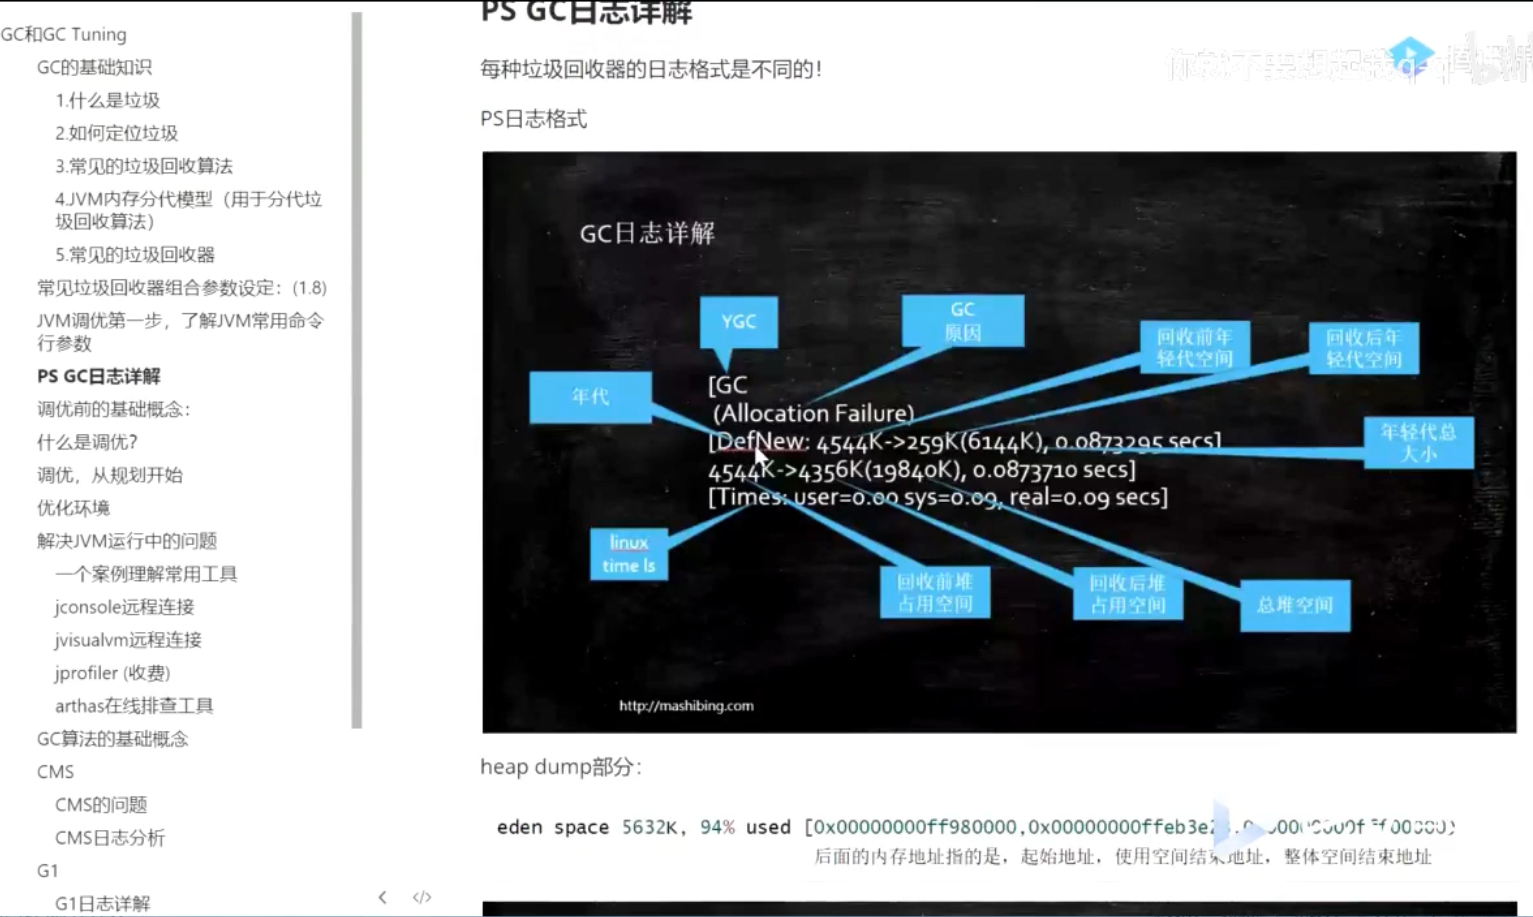 GC和GC Tuning
GC的基础知识
1.什么是垃圾
2.如何定位垃圾
3.常见的垃圾回收算法
4.JVM内存分代模型（用于分代垃
圾回收算法）
5.常见的垃圾回收器
常见垃圾回收器组合参数设定：(1.8)
JVM调优第一步，了解JVM常用命令
行参数
PS GC日志详解
调优前的基础概念：
什么是调优？
调优，从规划开始
优化环境
解决JVM运行中的问题
一个案例理解常用工具
jconsole远程连接
jvisualvm远程连接
jprofiler (收费)
arthas在线排查工具
GC算法的基础概念
CMS
CMS的问题
CMS日志分析
G1
G1日志详解
PS GC日志详解
每种垃圾回收器的日志格式是不同的！
PS日志格式
GC日志详解
YGC
GC
原因
回收前年
轻代空间
回收后年
轻代空间
年代
[GC
(Allocation Failure)
[DefNew: 4544K->259K(6144K), 0.0873295 secs]
4544K->4356K(19840K), 0.0873710 secs]
[Times: user=0.00 sys=0.09, real=0.09 secs]
年轻代总
大小
linux
time ls
回收前堆
占用空间
回收后堆
占用空间
总堆空间
http://mashibing.com
heap dump部分：
eden space 5632K, 94% used [0x00000000ff980000,
后面的内存地址指的是，起始地址，使用空间结束地址，整体空间结束地址